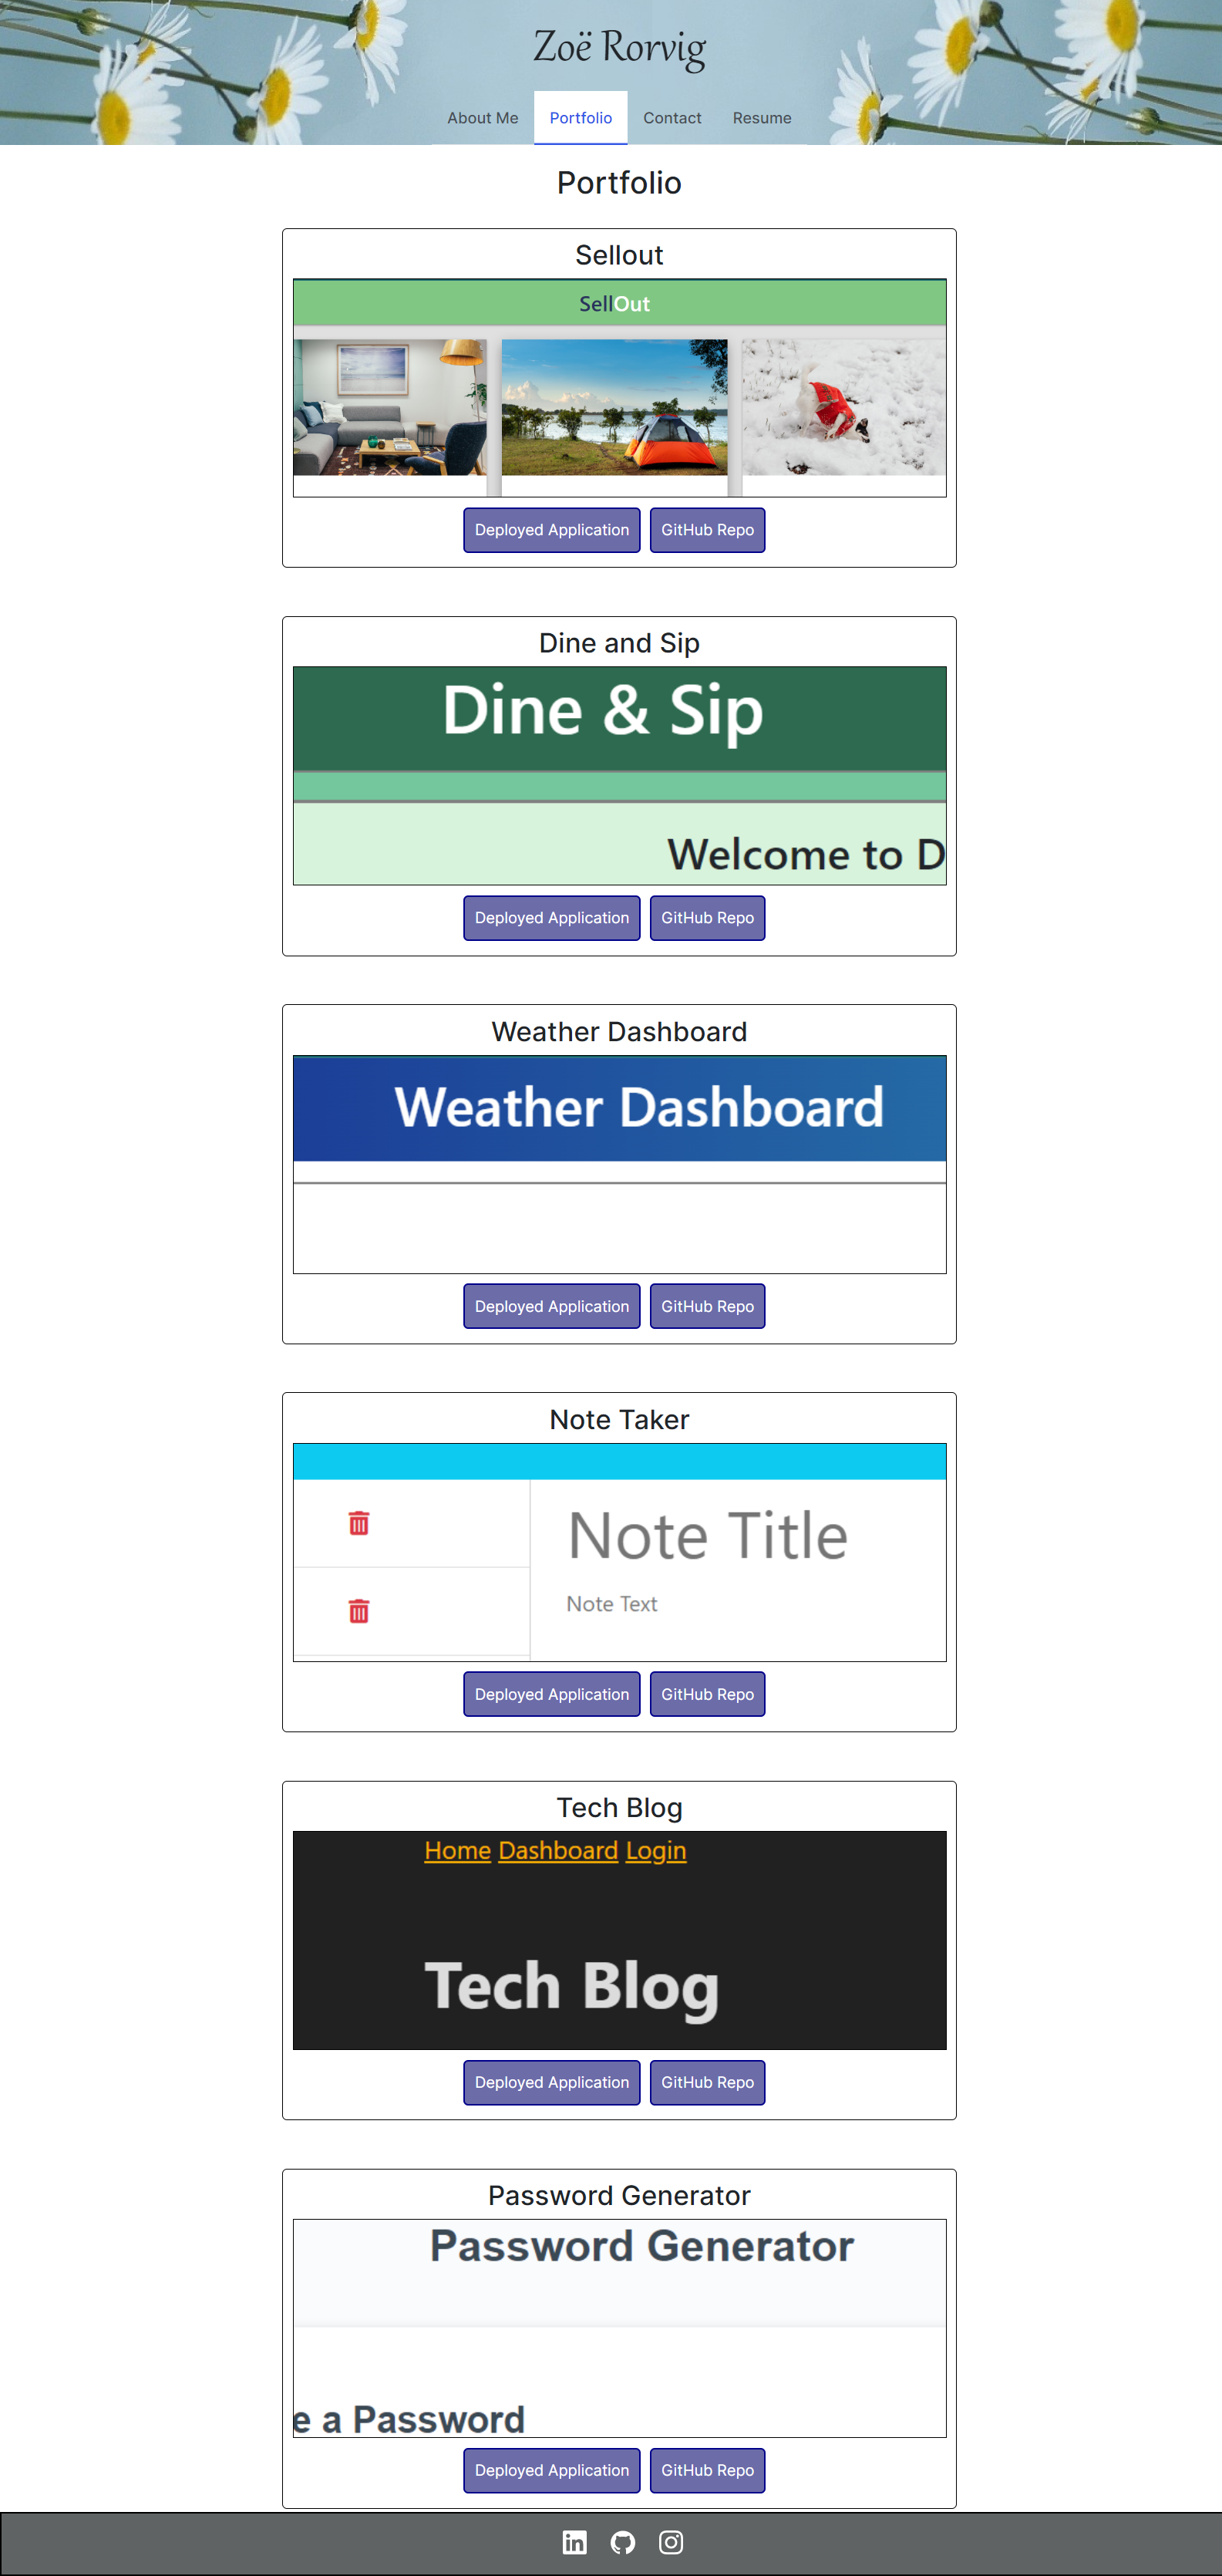 Zoë Rorvig
About Me Portfolio Contact Resume
Portfolio
Sellout
SellOut
Deployed Application GitHub Repo
Dine and Sip
Dine & Sip
Welcome to D
Deployed Application GitHub Repo
Weather Dashboard
Weather Dashboard
Deployed Application GitHub Repo
Note Taker
Note Title
Note Text
Deployed Application GitHub Repo
Tech Blog
Home Dashboard Login
Tech Blog
Deployed Application GitHub Repo
Password Generator
Password Generator
e a Password
Deployed Application GitHub Repo
in